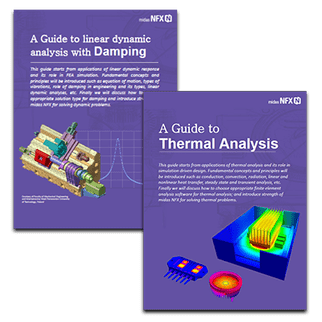 midas NFX
A Guide to linear dynamic
analysis with Damping
This guide starts from applications of linear dynamic response
and its role in FEA simulation. Fundamental concepts and
principles will be introduced such as equation of motion, types of
vibrations, role of damping in engineering and its types, linear
dynamic analyses, etc. Finally we will discuss how
appropriate solution type for damping and introduce
midas NFX for solving dynamic problems.
midas NFX
A Guide to
Thermal Analysis
This guide starts from applications of thermal analysis and its role in
simulation driven design. Fundamental concepts and principles will
be introduced such as conduction, convection, radiation, linear and
nonlinear heat transfer, steady state and transient analysis, etc.
Finally we will discuss how to choose appropriate finite element
analysis software for thermal analysis; and introduce strength of
midas NFX for solving thermal problems.